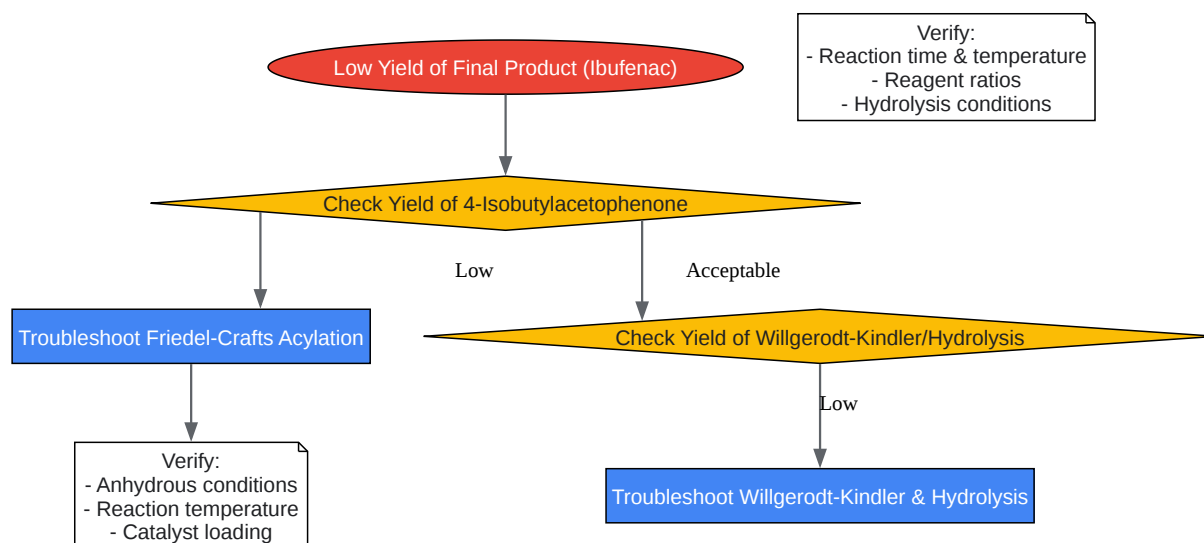 Low Yield of Final Product (Ibufenac)
Verify:
- Reaction time & temperature
- Reagent ratios
- Hydrolysis conditions
Check Yield of 4-Isobutylacetophenone
Low
Acceptable
Troubleshoot Friedel-Crafts Acylation
Check Yield of Willgerodt-Kindler/Hydrolysis
Low
Verify:
- Anhydrous conditions
- Reaction temperature
- Catalyst loading
Troubleshoot Willgerodt-Kindler & Hydrolysis